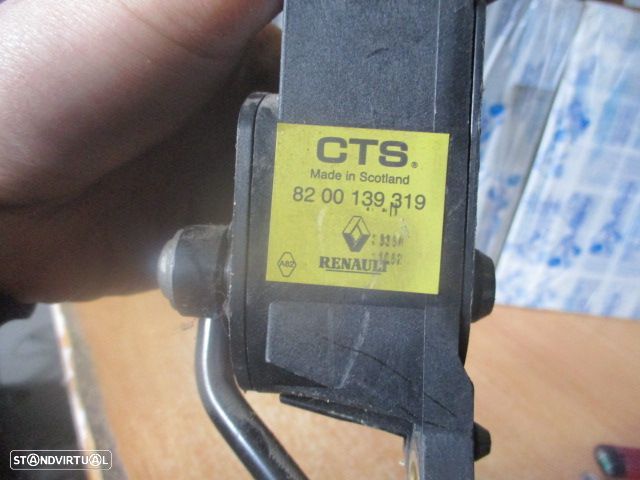 CTS®
Made in Scotland
82 00 139 319
RENAULT
A82
STANDVIRTUAL